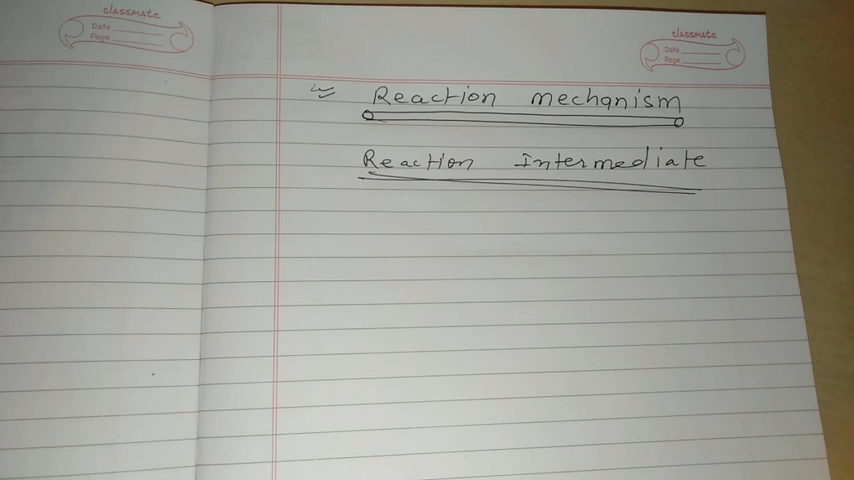 classmate
Date
Page
classmate
Date
Page
Reaction mechanism
Reaction Intermediate